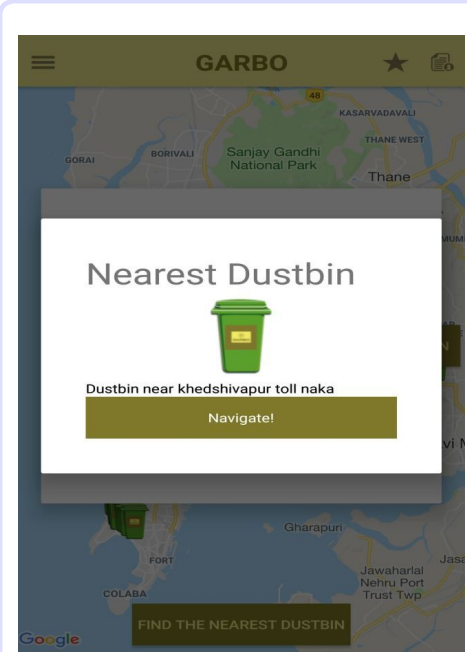 GARBO
48
KASARVADAVALI
THANE WEST
GORAI
BORIVALI
Sanjay Gandhi
National Park
Thane
Nearest Dustbin
Dustbin near khedshivapur toll naka
Navigate!
Gharapuri
FORT
Jawaharlal
Nehru Port
Trust Twp
COLABA
FIND THE NEAREST DUSTBIN
Google